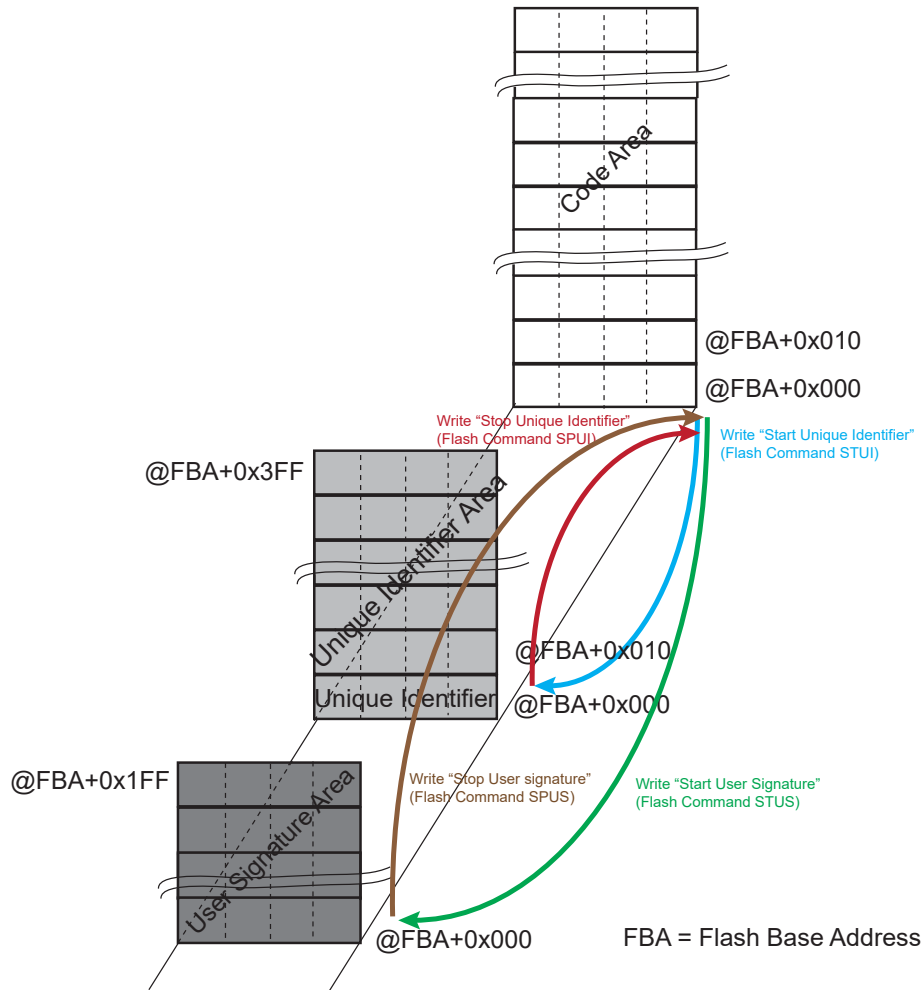 Code Area
@FBA+0x010
@FBA+0x000
Write “Stop Unique Identifier”
(Flash Command SPUI)
Write “Start Unique Identifier”
(Flash Command STUI)
@FBA+0x3FF
Unique Identifier Area
@FBA+0x010
Unique Identifier
@FBA+0x000
@FBA+0x1FF
User Signature Area
Write “Stop User signature”
(Flash Command SPUS)
Write “Start User Signature”
(Flash Command STUS)
@FBA+0x000
FBA = Flash Base Address